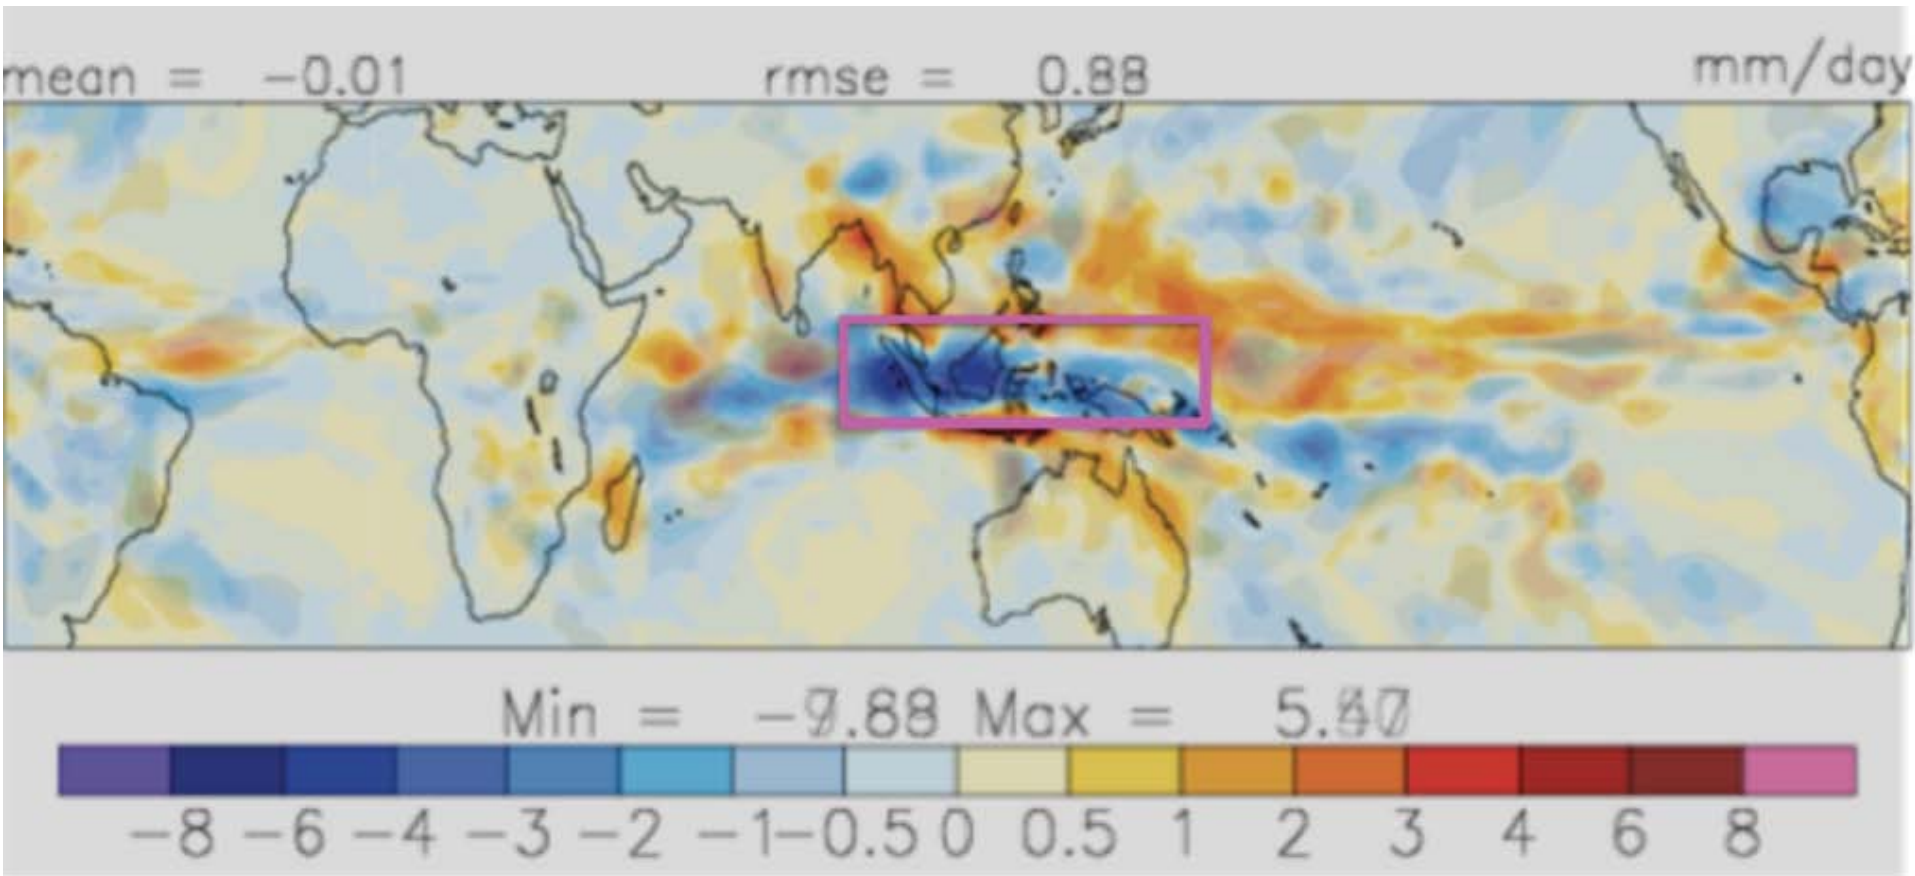 mean = -0.01 rmse = 0.88 mm/day
Min = Max =
-8 -6 -4 -3 -2 -1 -0.5 0 0.5 1 2 3 4 6 8